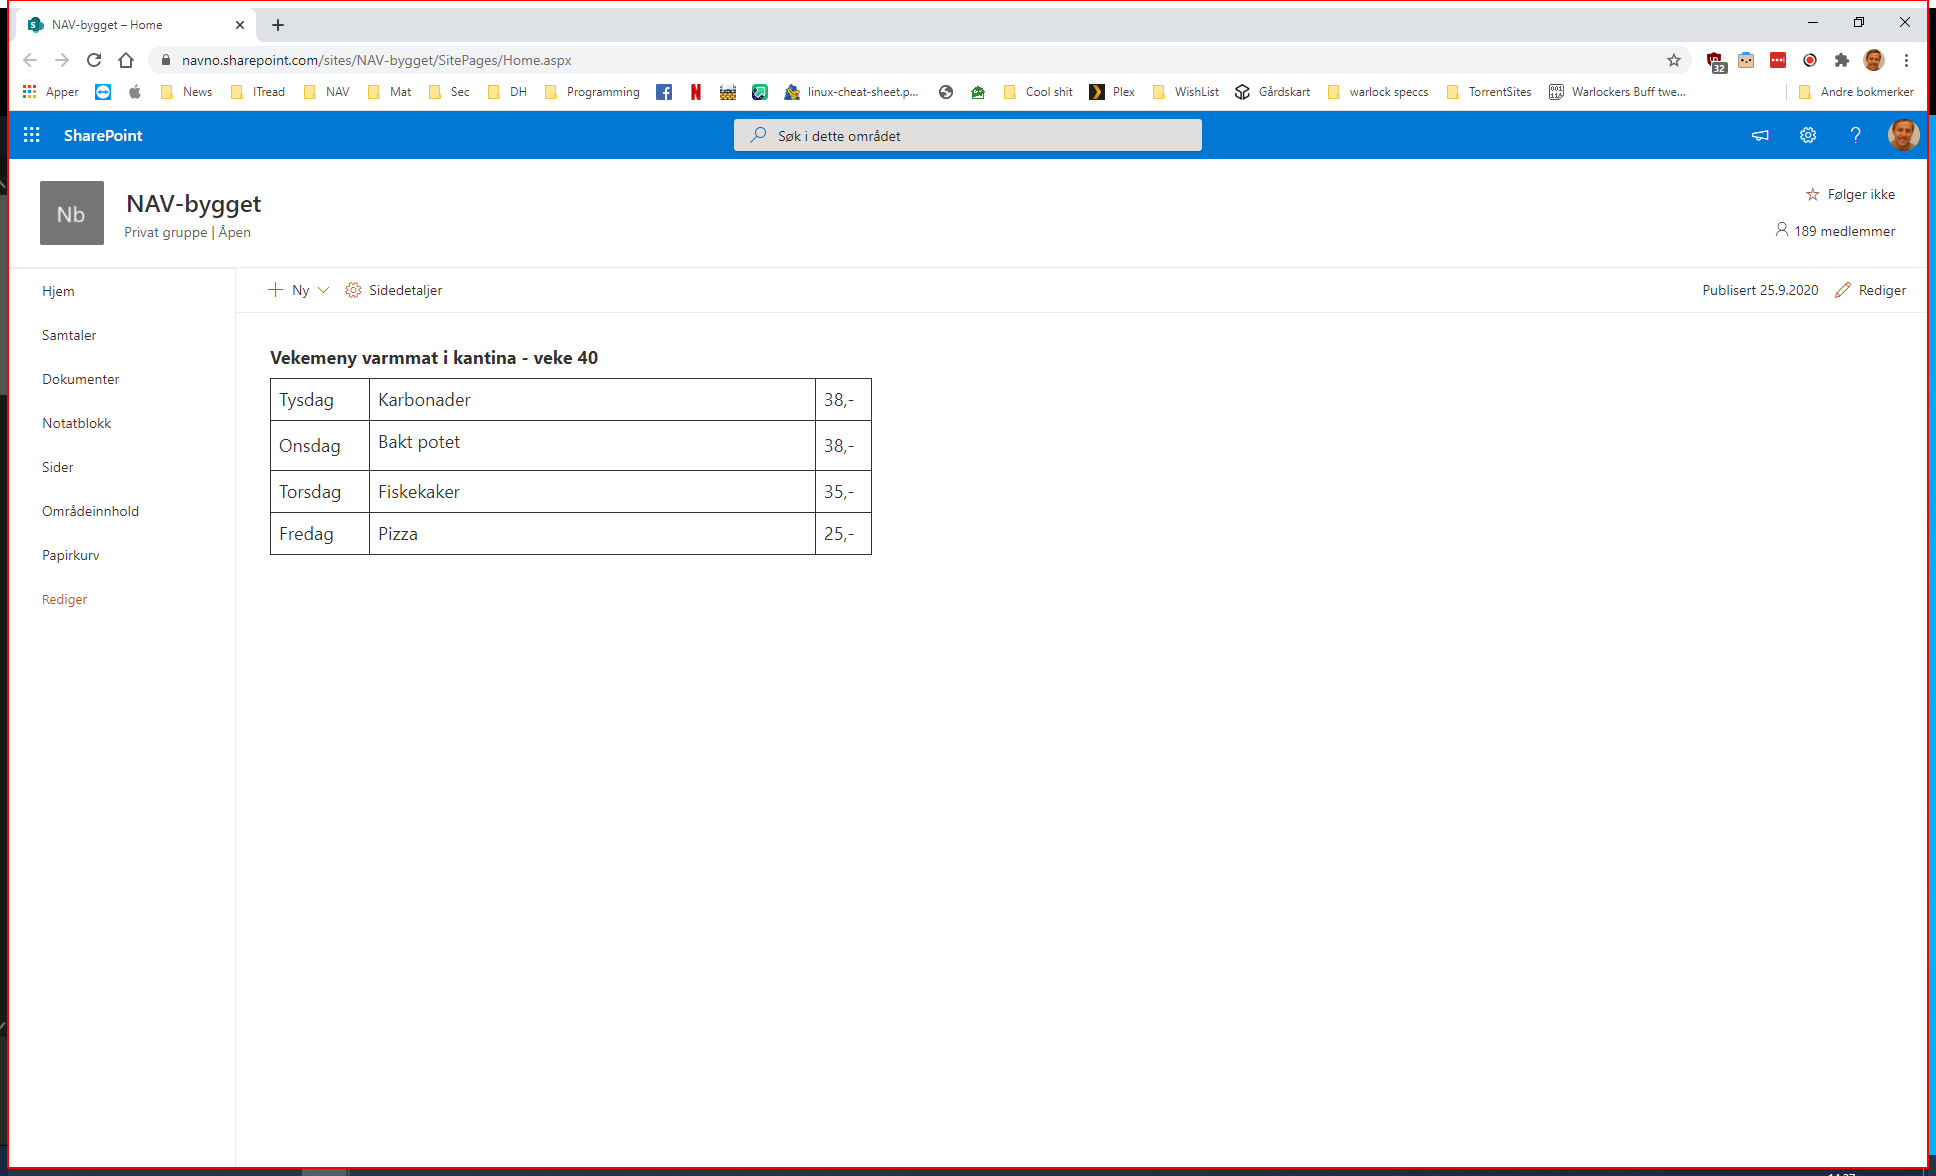 NAV-bygget – Home
navno.sharepoint.com/sites/NAV-bygget/SitePages/Home.aspx
32
Apper News ITread NAV Mat Sec DH Programming linux-cheat-sheet.p... Cool shit Plex WishList Gårdskart warlock speccs TorrentSites Warlockers Buff twe... Andre bokmerker
SharePoint
Søk i dette området
Nb
NAV-bygget
Privat gruppe | Åpen
Følger ikke
189 medlemmer
Hjem
Samtaler
Dokumenter
Notatblokk
Sider
Områdeinnhold
Papirkurv
Rediger
Ny Sidedetaljer
Publisert 25.9.2020 Rediger
Vekemeny varmmat i kantina - veke 40
Tysdag Karbonader 38,-
Onsdag Bakt potet 38,-
Torsdag Fiskekaker 35,-
Fredag Pizza 25,-